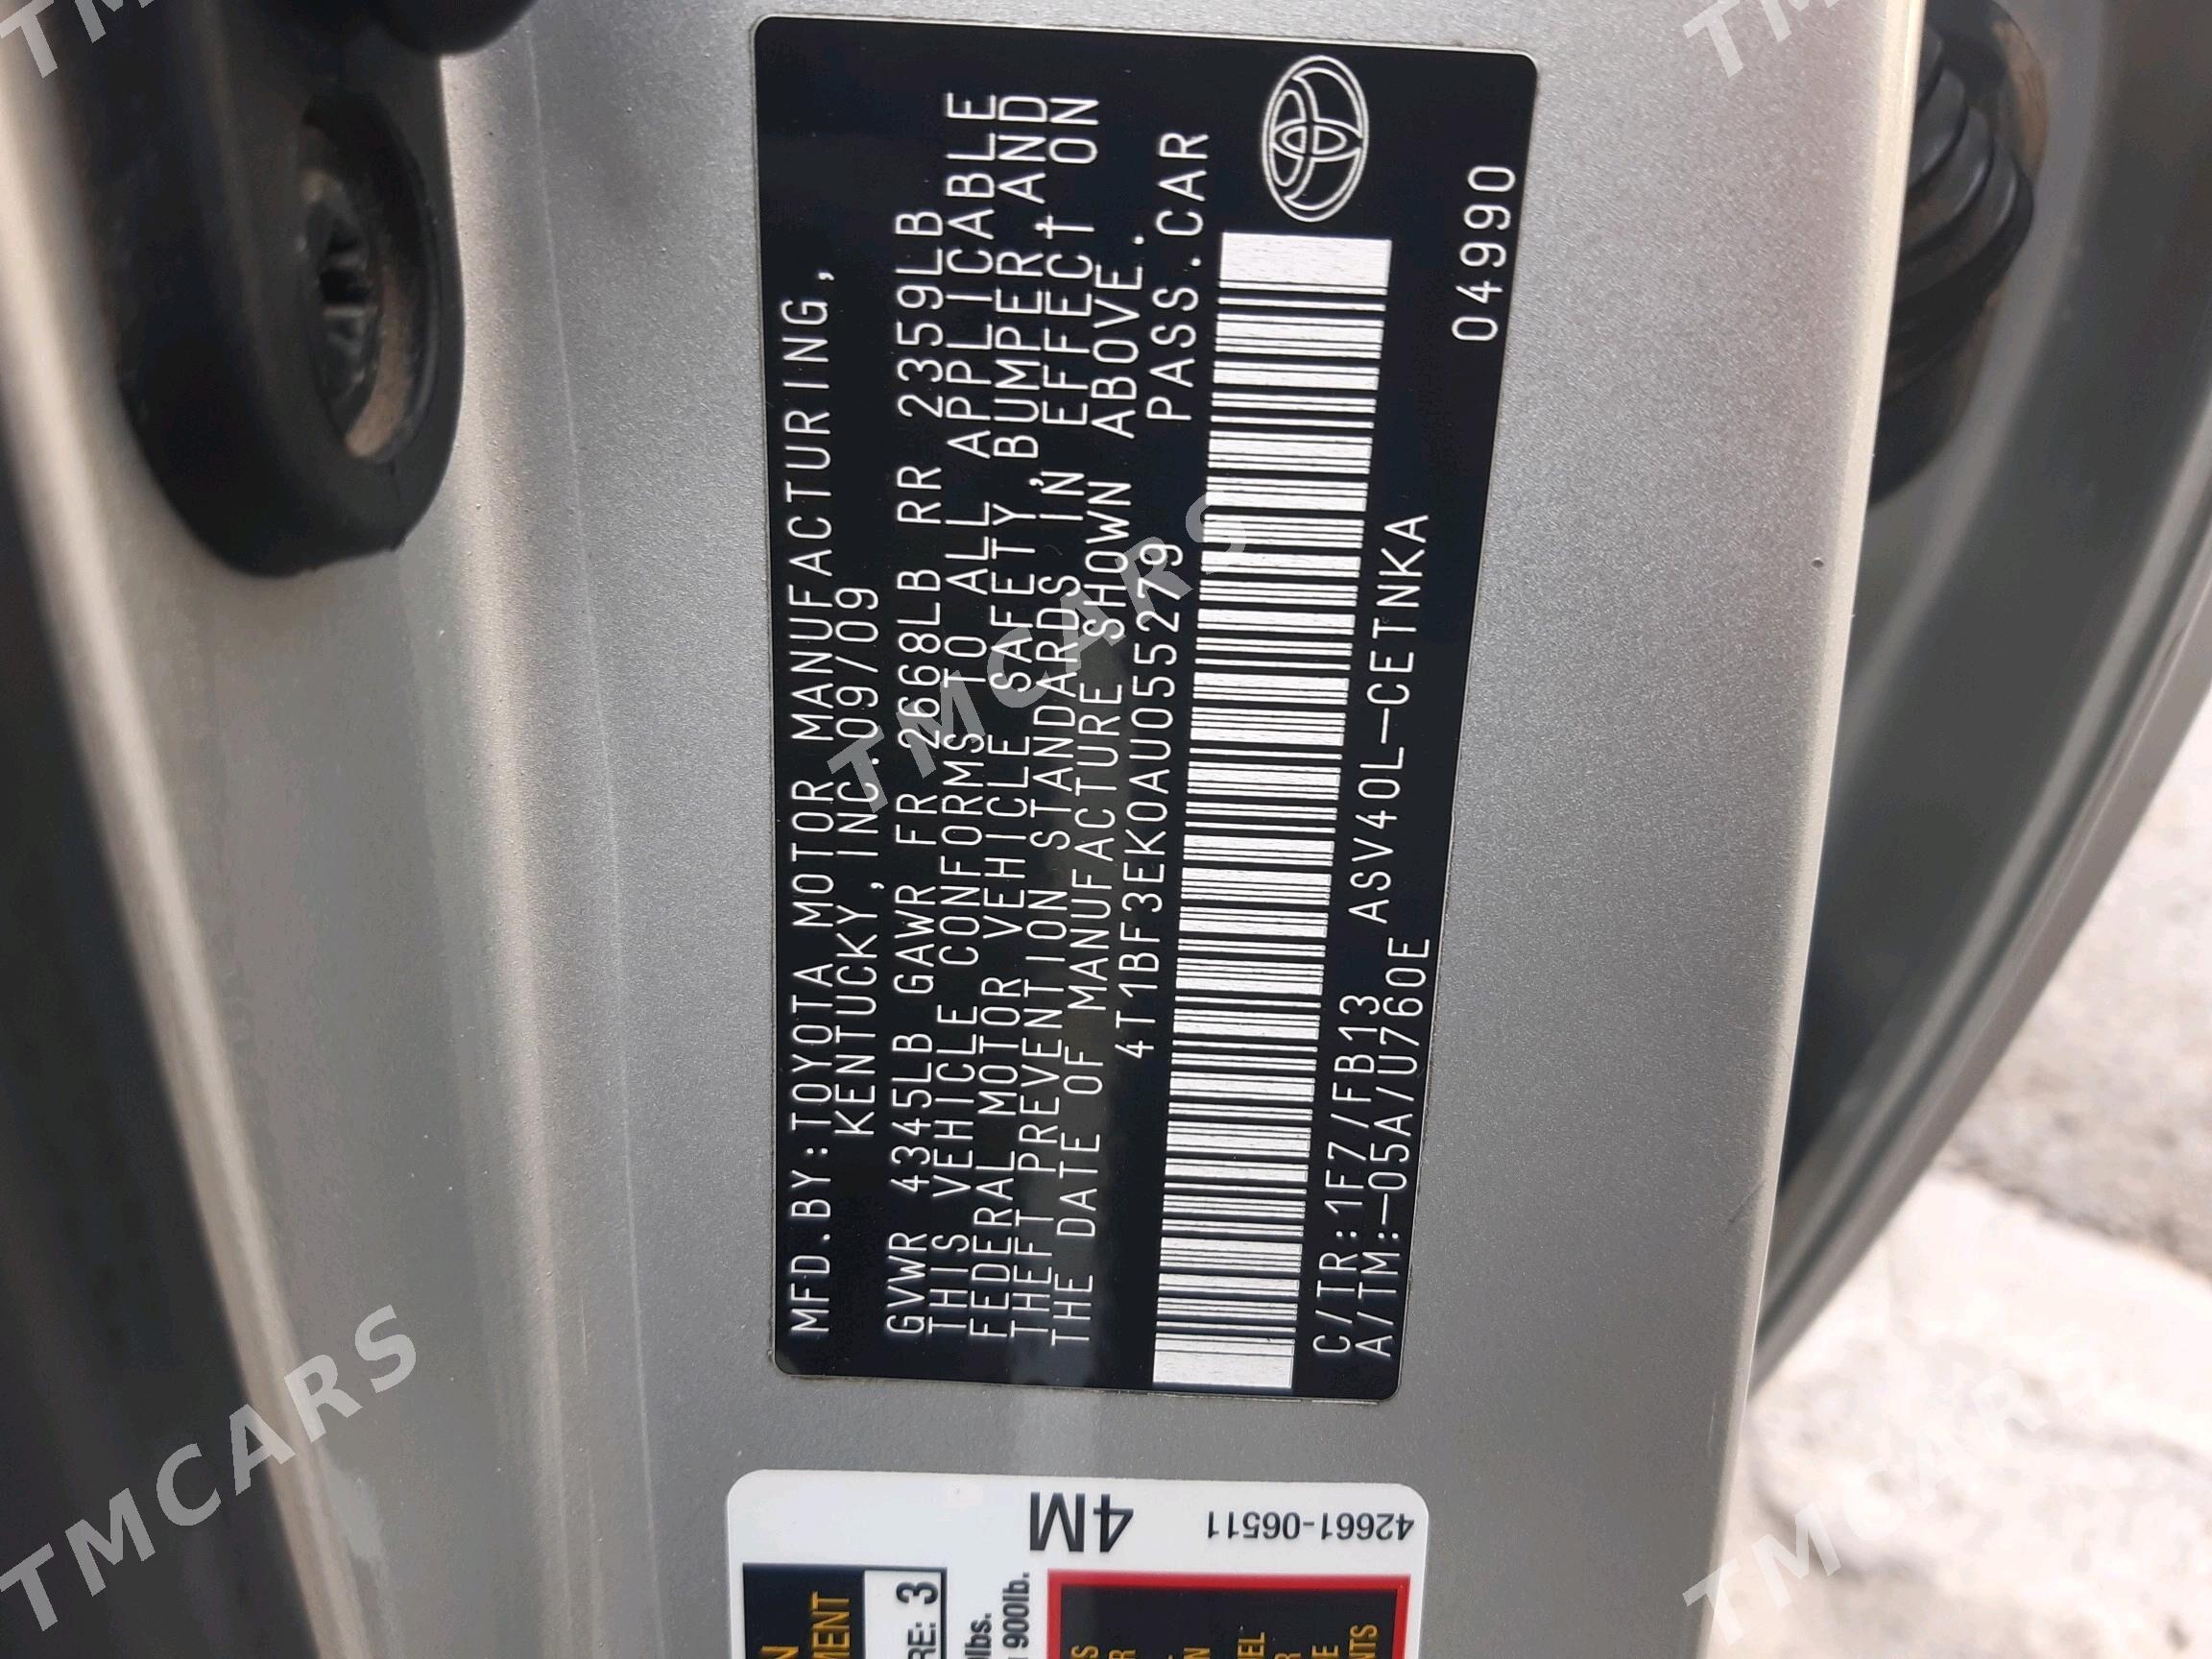 MFD.BY:TOYOTA MOTOR MANUFACTURING,
KENTUCKY,INC.09/09
GVWR 4345LB GAWR FR 2668LB RR 2359LB
THIS VEHICLE CONFORMS TO ALL APPLICABLE
FEDERAL MOTOR VEHICLE SAFETY,BUMPER,AND
THEFT PREVENTION STANDARDS IN EFFECT ON
THE DATE OF MANUFACTURE SHOWN ABOVE.
4T1BF3EK0AU055279 PASS.CAR
C/TR:1F7/FB13 ASV40L-CETNKA
A/TM:-05A/U760E
04990
4M
42661-06511
3
900lb.
TMCARS
TMCARS
TMCARS